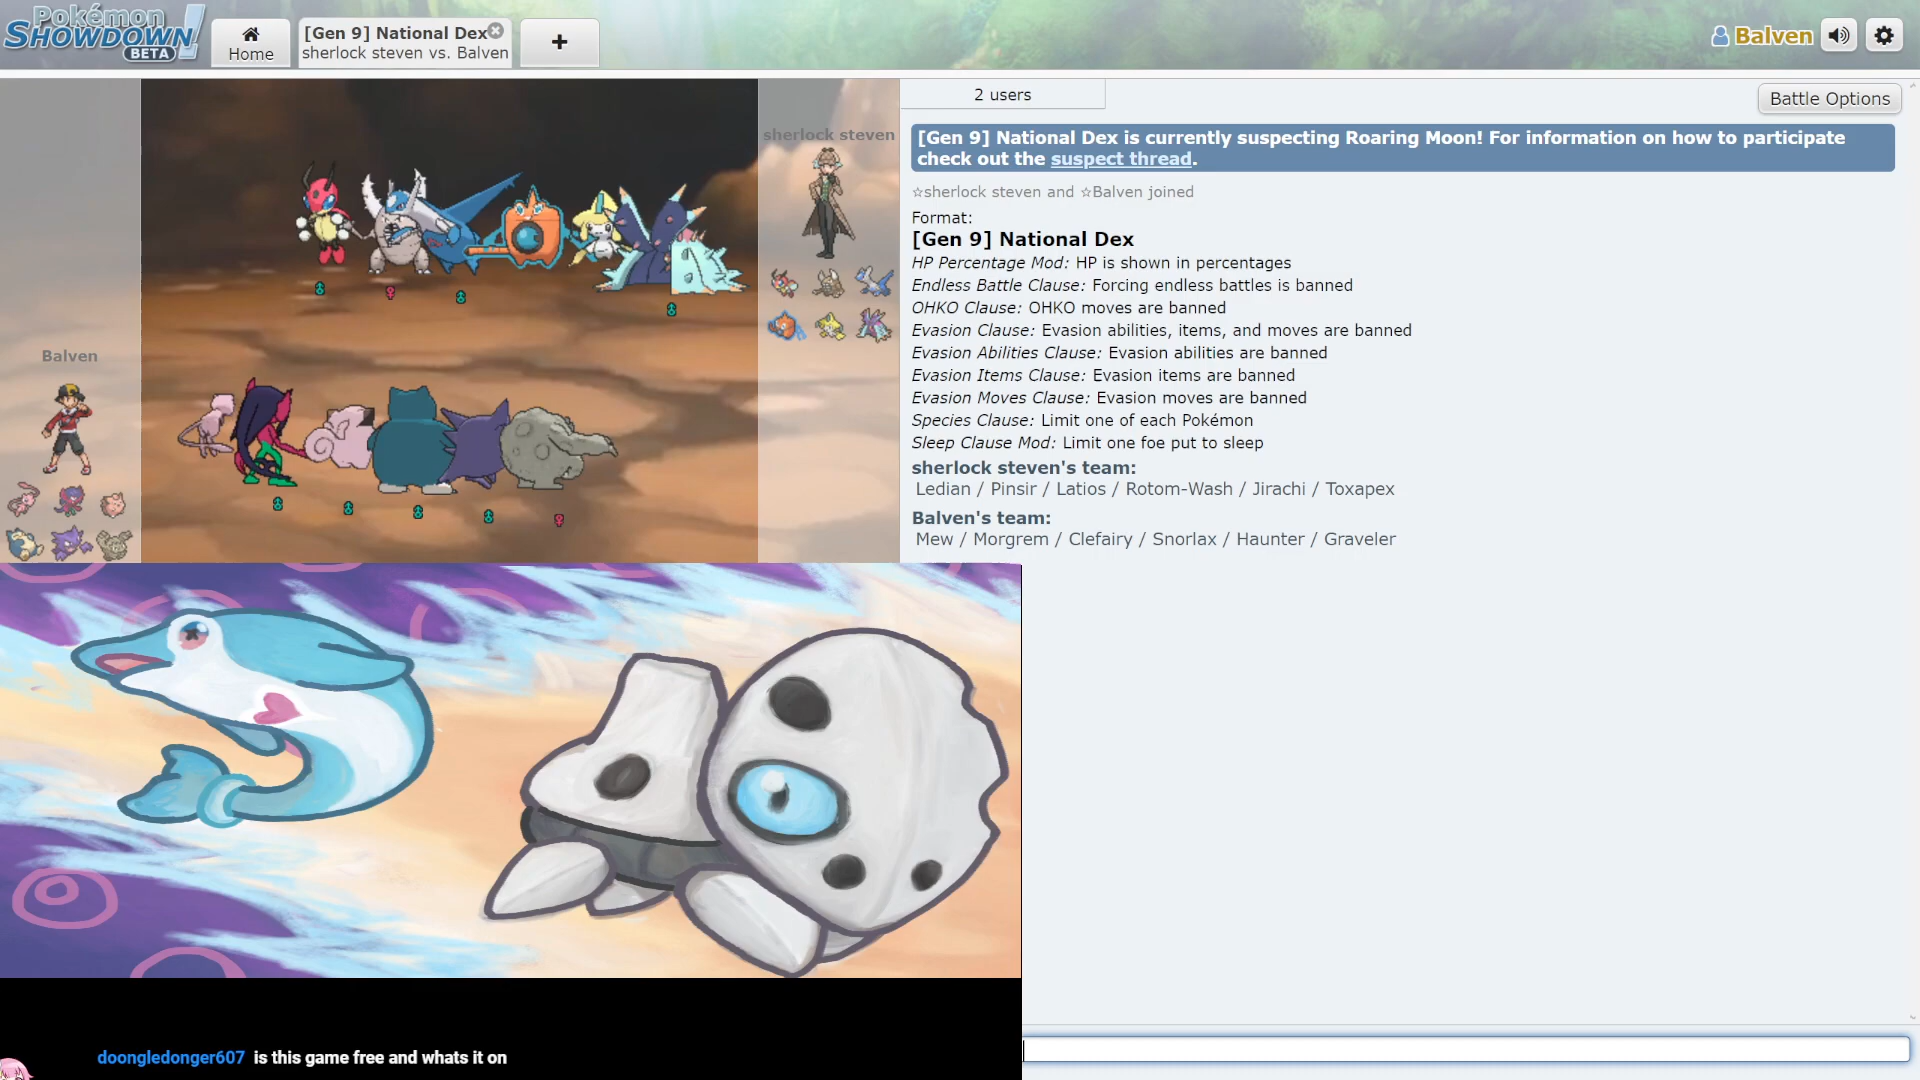 Pokémon
SHOWDOWN!
BETA
Home
[Gen 9] National Dex
sherlock steven vs. Balven
+
Balven
2 users
Battle Options
[Gen 9] National Dex is currently suspecting Roaring Moon! For information on how to participate
check out the suspect thread.
☆sherlock steven and ☆Balven joined
Format:
[Gen 9] National Dex
HP Percentage Mod: HP is shown in percentages
Endless Battle Clause: Forcing endless battles is banned
OHKO Clause: OHKO moves are banned
Evasion Clause: Evasion abilities, items, and moves are banned
Evasion Abilities Clause: Evasion abilities are banned
Evasion Items Clause: Evasion items are banned
Evasion Moves Clause: Evasion moves are banned
Species Clause: Limit one of each Pokémon
Sleep Clause Mod: Limit one foe put to sleep
sherlock steven's team:
Ledian / Pinsir / Latios / Rotom-Wash / Jirachi / Toxapex
Balven's team:
Mew / Morgrem / Clefairy / Snorlax / Haunter / Graveler
sherlock steven
Balven
doongledonger607 is this game free and whats it on